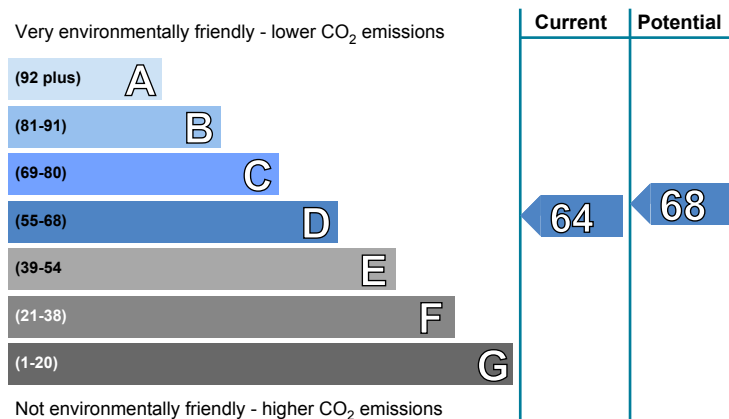 Current Potential
Very environmentally friendly - lower CO2 emissions
(92 plus) A
(81-91) B
(69-80) C
(55-68) D
64 68
(39-54 E
(21-38) F
(1-20) G
Not environmentally friendly - higher CO2 emissions